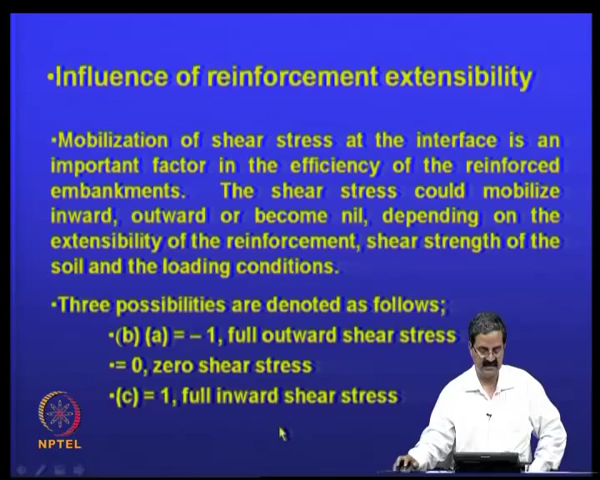 •Influence of reinforcement extensibility
•Mobilization of shear stress at the interface is an
important factor in the efficiency of the reinforced
embankments. The shear stress could mobilize
inward, outward or become nil, depending on the
extensibility of the reinforcement, shear strength of the
soil and the loading conditions.
•Three possibilities are denoted as follows;
•(b) (a) = – 1, full outward shear stress
•= 0, zero shear stress
•(c) = 1, full inward shear stress
NPTEL